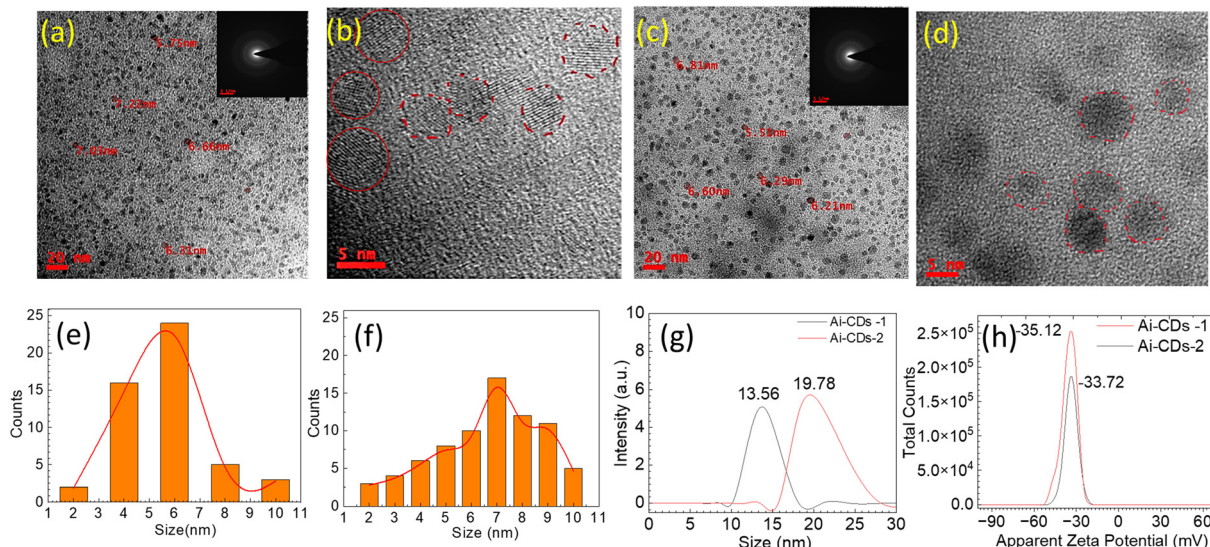 (a)
5.75nm
7.22nm
7.03nm
6.66nm
6.31nm
20 nm
(b)
5 nm
(c)
6.81nm
5.53nm
6.29nm
6.60nm
6.21nm
20 nm
(d)
5 nm
(e)
Counts
25
20
15
10
5
0
1 2 3 4 5 6 7 8 9 10 11
Size(nm)
(f)
Counts
25
20
15
10
5
0
1 2 3 4 5 6 7 8 9 10 11
Size (nm)
(g)
Ai-CDs -1
Ai-CDs-2
13.56
19.78
Intensity (a.u.)
10
8
6
4
2
0
0 5 10 15 20 25 30
Size (nm)
(h)
-35.12
Ai-CDs -1
Ai-CDs-2
-33.72
Total Counts
2.5×10⁵
2.0×10⁵
1.5×10⁵
1.0×10⁵
5.0×10⁴
0.0
-90 -60 -30 0 30 60
Apparent Zeta Potential (mV)